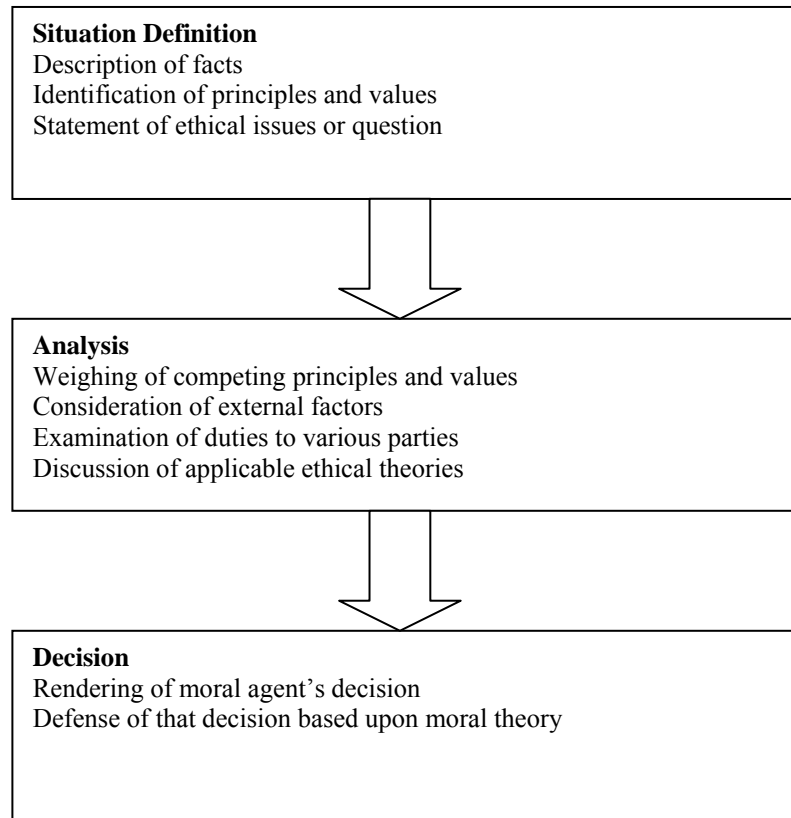 Situation Definition
Description of facts
Identification of principles and values
Statement of ethical issues or question
Analysis
Weighing of competing principles and values
Consideration of external factors
Examination of duties to various parties
Discussion of applicable ethical theories
Decision
Rendering of moral agent's decision
Defense of that decision based upon moral theory